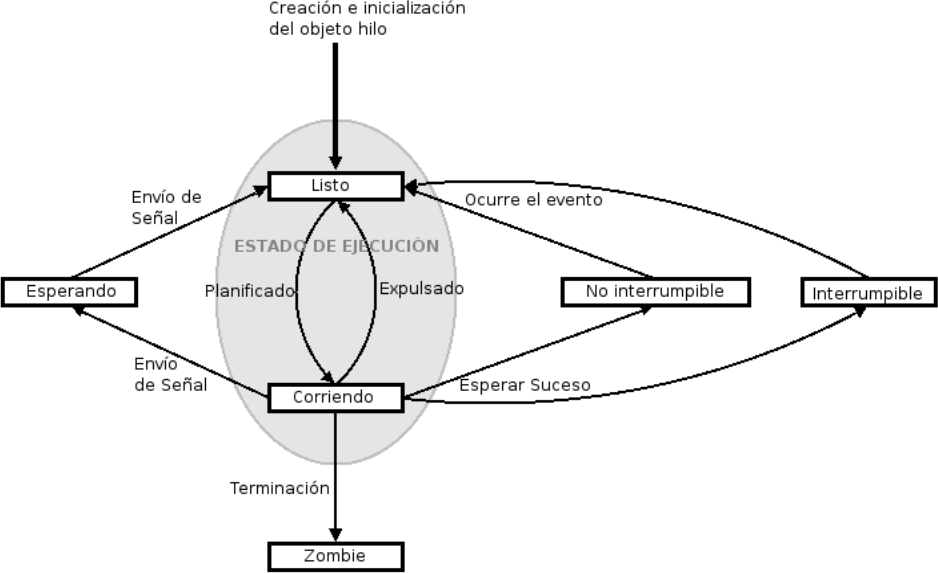 Creación e inicialización
del objeto hilo
Listo
Envío de
Señal
Ocurre el evento
ESTADO DE EJECUCIÓN
Esperando
Planificado
Expulsado
No interrumpible
Interrumpible
Envío
de Señal
Corriendo
Esperar Suceso
Terminación
Zombie